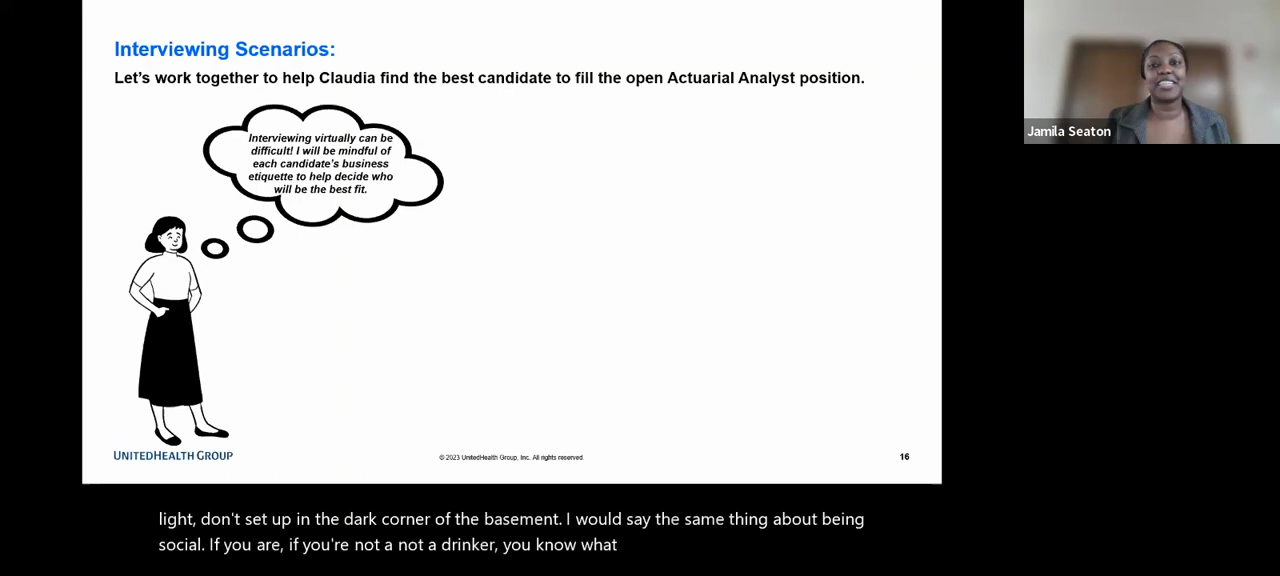 Interviewing Scenarios:
Let's work together to help Claudia find the best candidate to fill the open Actuarial Analyst position.
Interviewing virtually can be
difficult! I will be mindful of
each candidate's business
etiquette to help decide who
will be the best fit.
UNITEDHEALTH GROUP
© 2023 UnitedHealth Group, Inc. All rights reserved.
16
Jamila Seaton
light, don't set up in the dark corner of the basement. I would say the same thing about being
social. If you are, if you're not a not a drinker, you know what